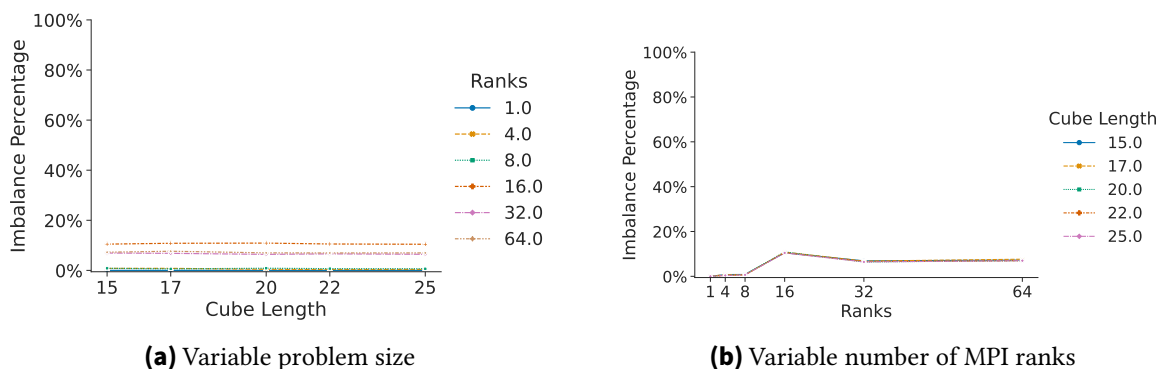 100%
80%
60%
40%
20%
0%
Imbalance Percentage
15 17 20 22 25
Cube Length
Ranks
1.0
4.0
8.0
16.0
32.0
64.0
(a) Variable problem size
100%
80%
60%
40%
20%
0%
Imbalance Percentage
1 4 8 16 32 64
Ranks
Cube Length
15.0
17.0
20.0
22.0
25.0
(b) Variable number of MPI ranks